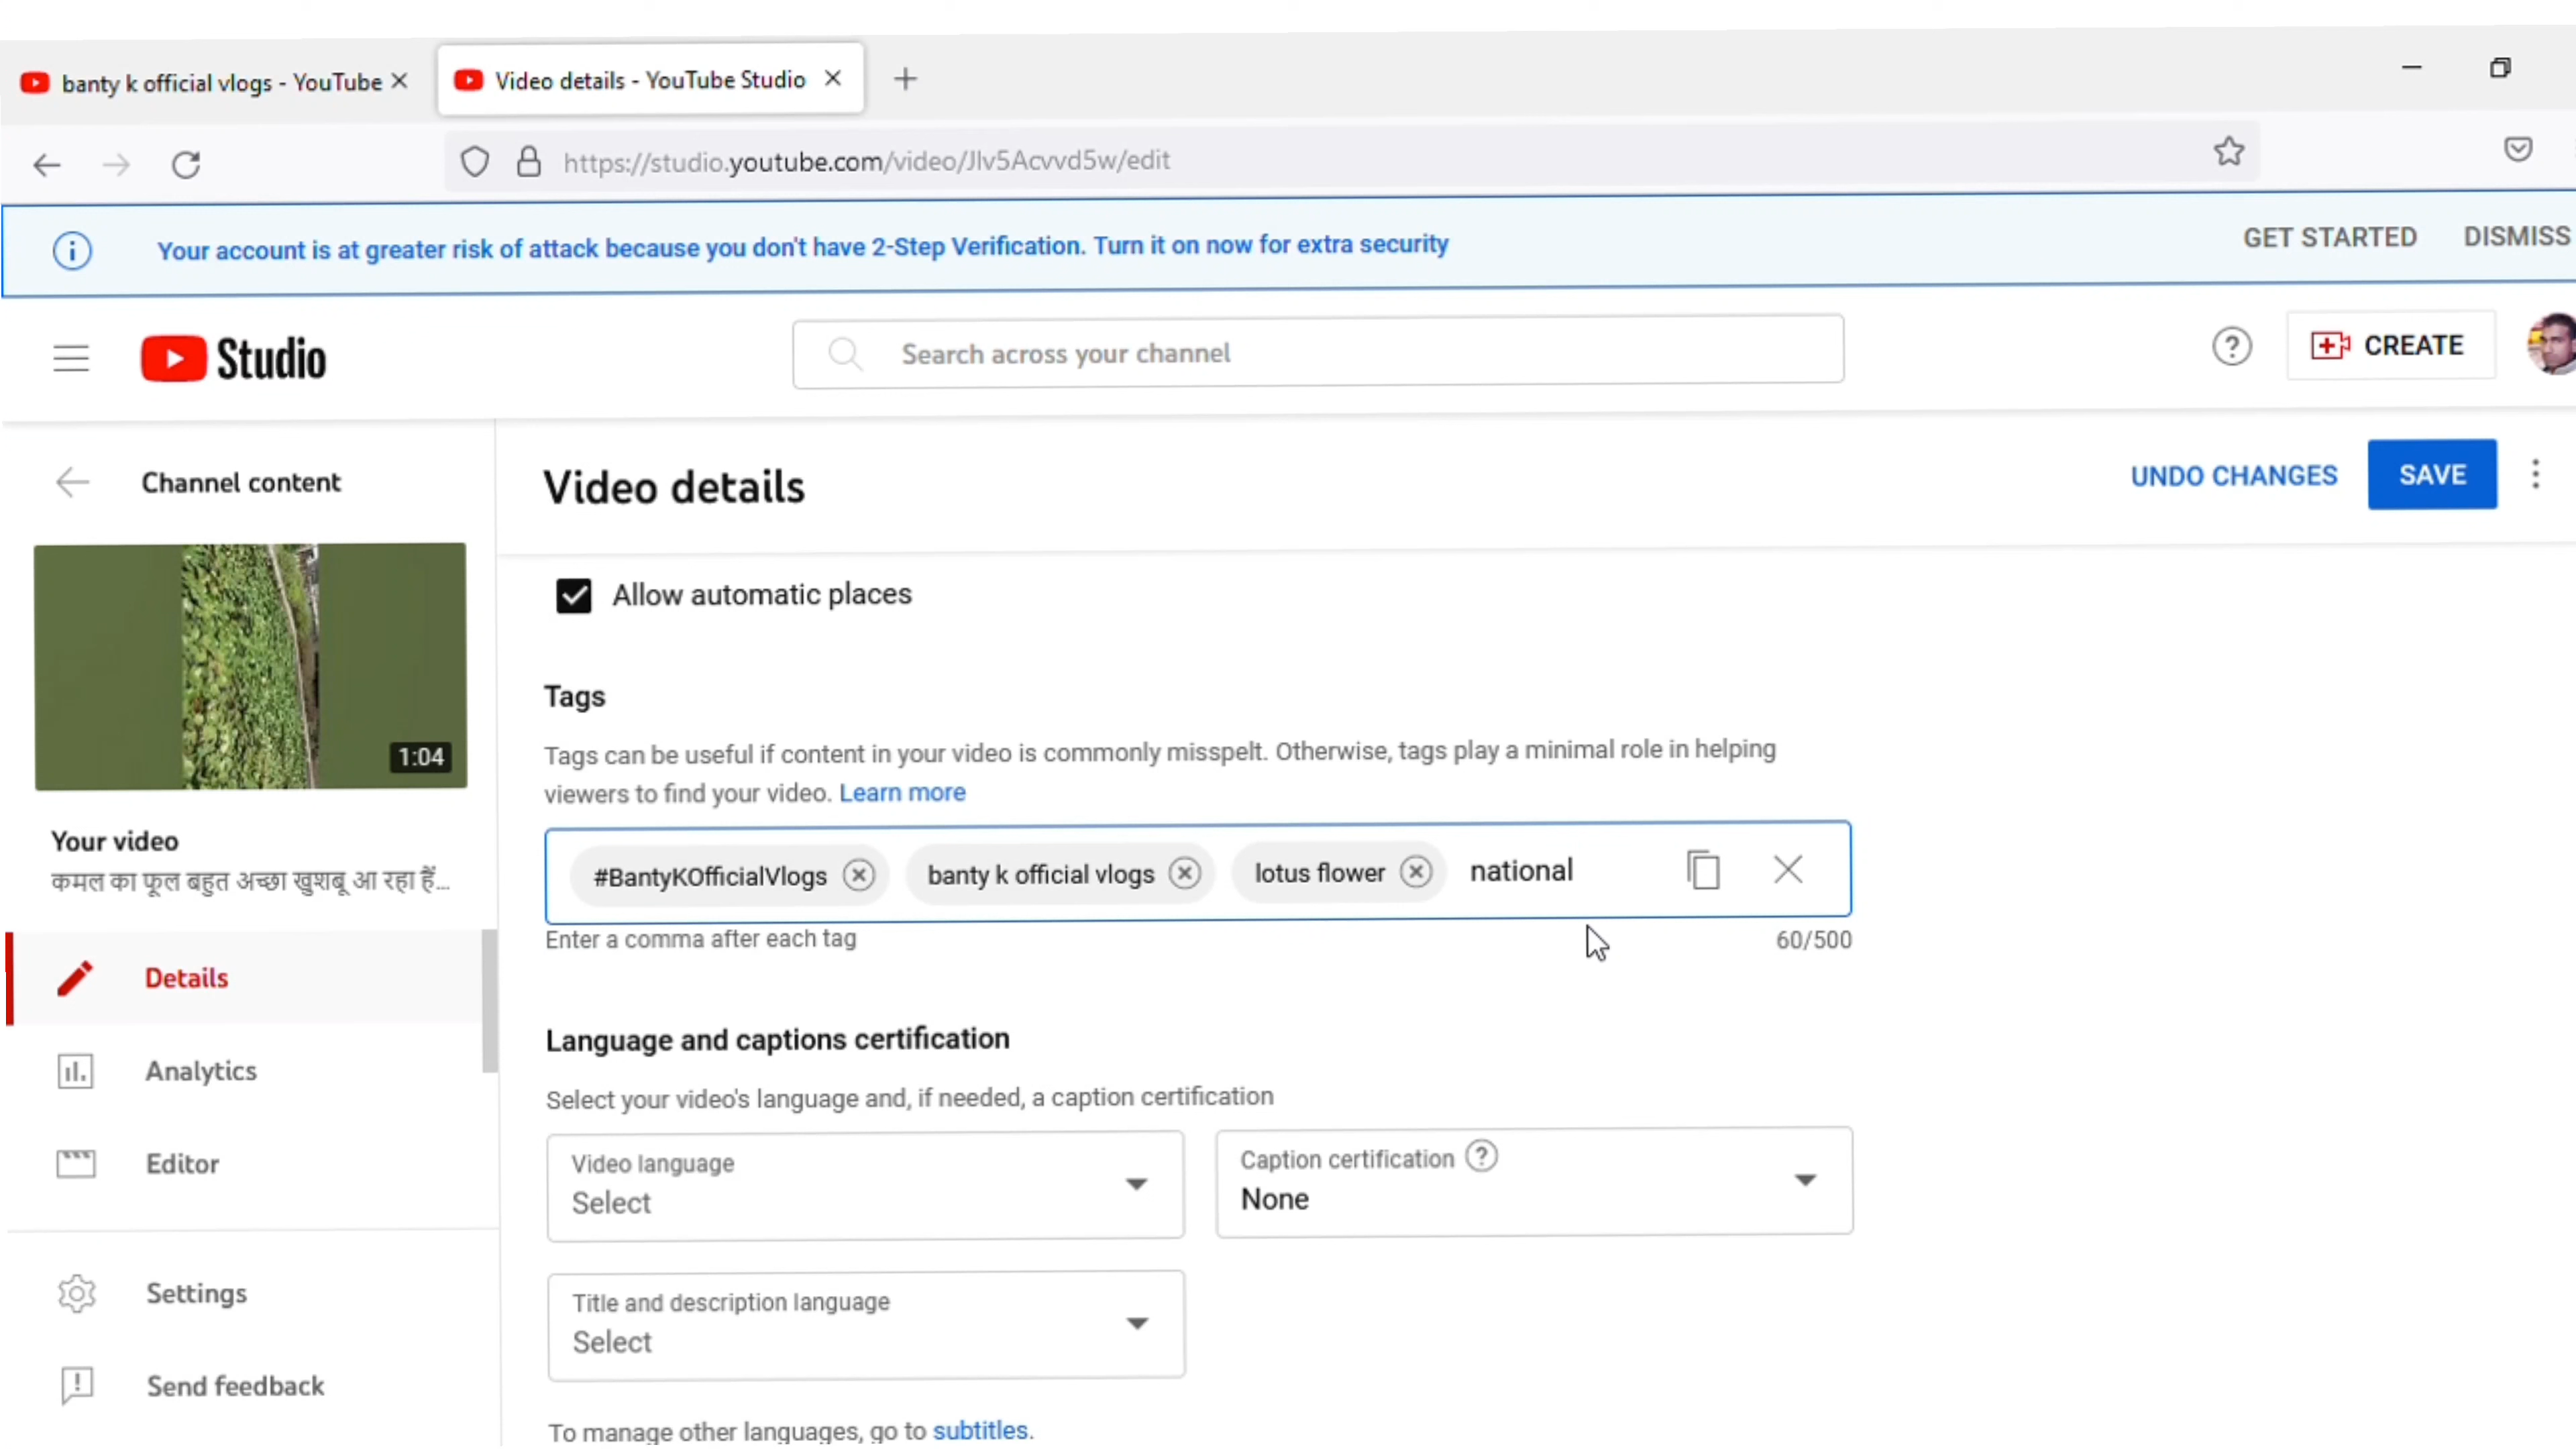 banty k official vlogs - YouTube
Video details - YouTube Studio
https://studio.youtube.com/video/Jlv5Acvvd5w/edit
Your account is at greater risk of attack because you don't have 2-Step Verification. Turn it on now for extra security
GET STARTED
DISMISS
Studio
Search across your channel
CREATE
Channel content
Video details
UNDO CHANGES
SAVE
1:04
Your video
कमल का फूल बहुत अच्छा खुशबू आ रहा हैं...
Details
Analytics
Editor
Settings
Send feedback
Allow automatic places
Tags
Tags can be useful if content in your video is commonly misspelt. Otherwise, tags play a minimal role in helping
viewers to find your video. Learn more
#BantyKOfficialVlogs
banty k official vlogs
lotus flower
national
Enter a comma after each tag
60/500
Language and captions certification
Select your video's language and, if needed, a caption certification
Video language
Select
Caption certification
None
Title and description language
Select
To manage other languages, go to subtitles.